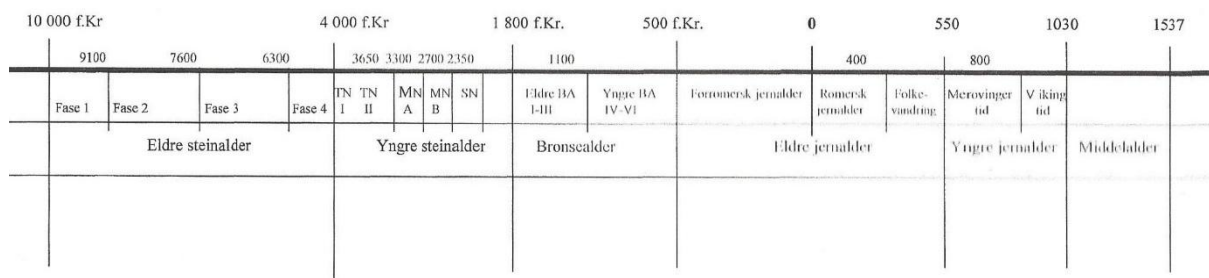 10 000 f.Kr 4 000 f.Kr 1 800 f.Kr. 500 f.Kr. 0 550 1030 1537
9100 7600 6300 3650 3300 2700 2350 1100 400 800
Fase 1 Fase 2 Fase 3 Fase 4 TN I TN II MN A MN B SN Eldre BA I-III Yngre BA IV-VI Førromersk jernalder Romersk jernalder Folke- vandring Merovinger tid Viking tid
Eldre steinalder Yngre steinalder Bronsealder Eldre jernalder Yngre jernalder Middelalder